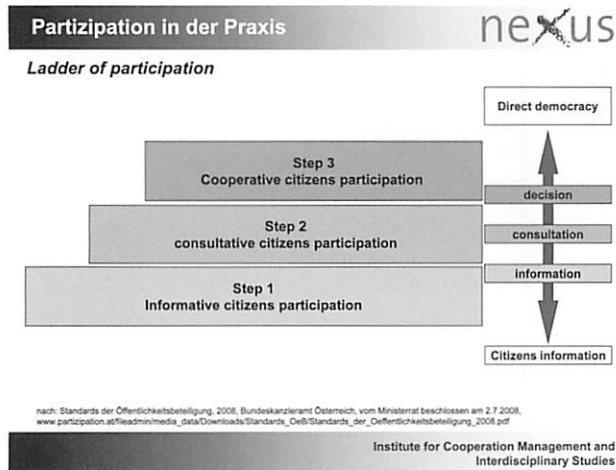 Partizipation in der Praxis
nexus
Ladder of participation
Direct democracy
Step 3
Cooperative citizens participation
decision
Step 2
consultative citizens participation
consultation
information
Step 1
Informative citizens participation
Citizens information
nach: Standards der Öffentlichkeitsbeteiligung, 2008, Bundeskanzleramt Österreich, vom Ministerrat beschlossen am 2.7.2008,
www.partizipation.at/fileadmin/media_data/Downloads/Standards_OeB/Standards_der_Oeffentlichkeitsbeteiligung_2008.pdf
Institute for Cooperation Management and
Interdisciplinary Studies